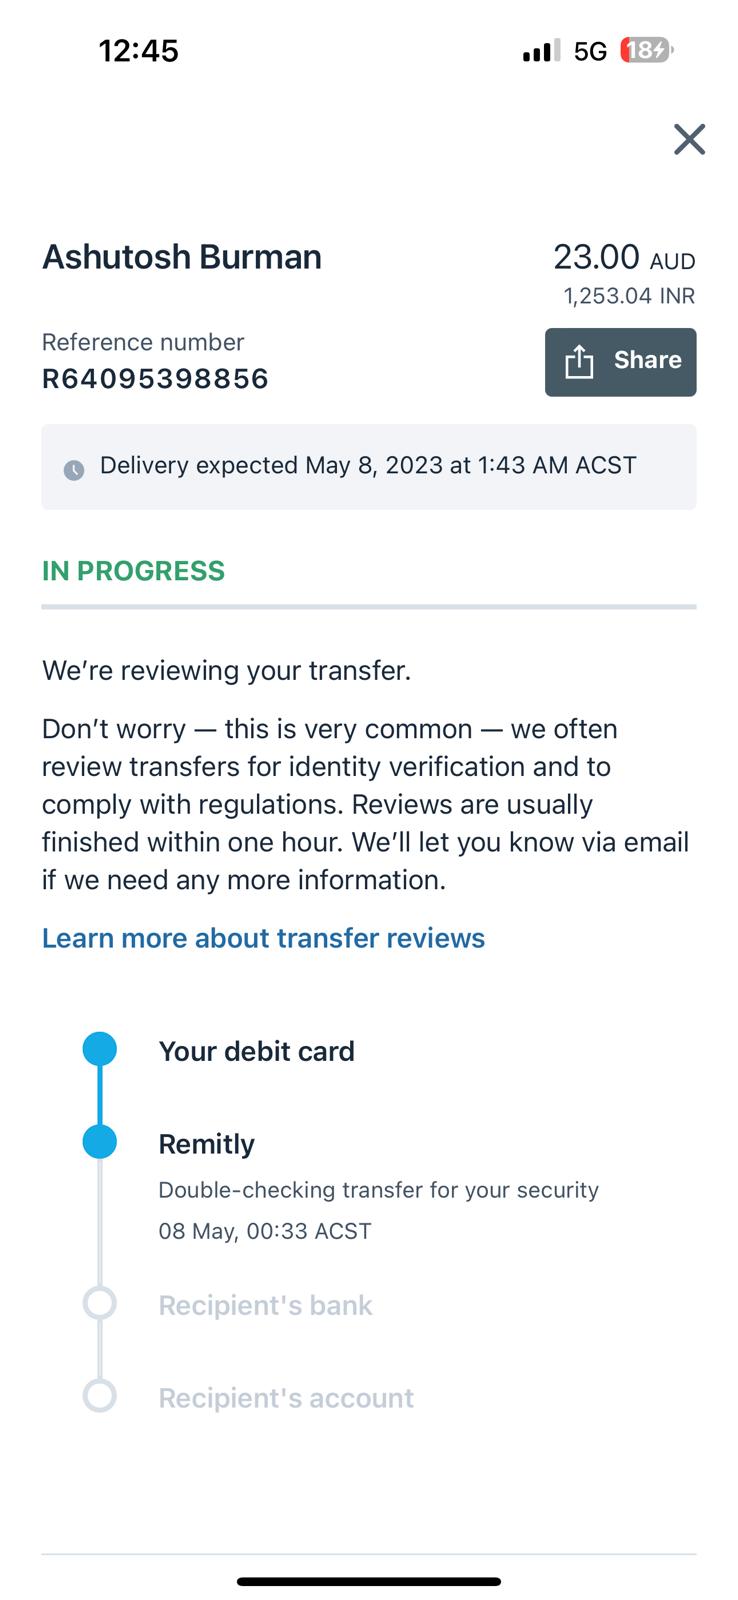 12:45
5G 18
Ashutosh Burman
23.00 AUD
1,253.04 INR
Reference number
R64095398856
Share
Delivery expected May 8, 2023 at 1:43 AM ACST
IN PROGRESS
We’re reviewing your transfer.
Don’t worry — this is very common — we often
review transfers for identity verification and to
comply with regulations. Reviews are usually
finished within one hour. We’ll let you know via email
if we need any more information.
Learn more about transfer reviews
Your debit card
Remitly
Double-checking transfer for your security
08 May, 00:33 ACST
Recipient's bank
Recipient's account